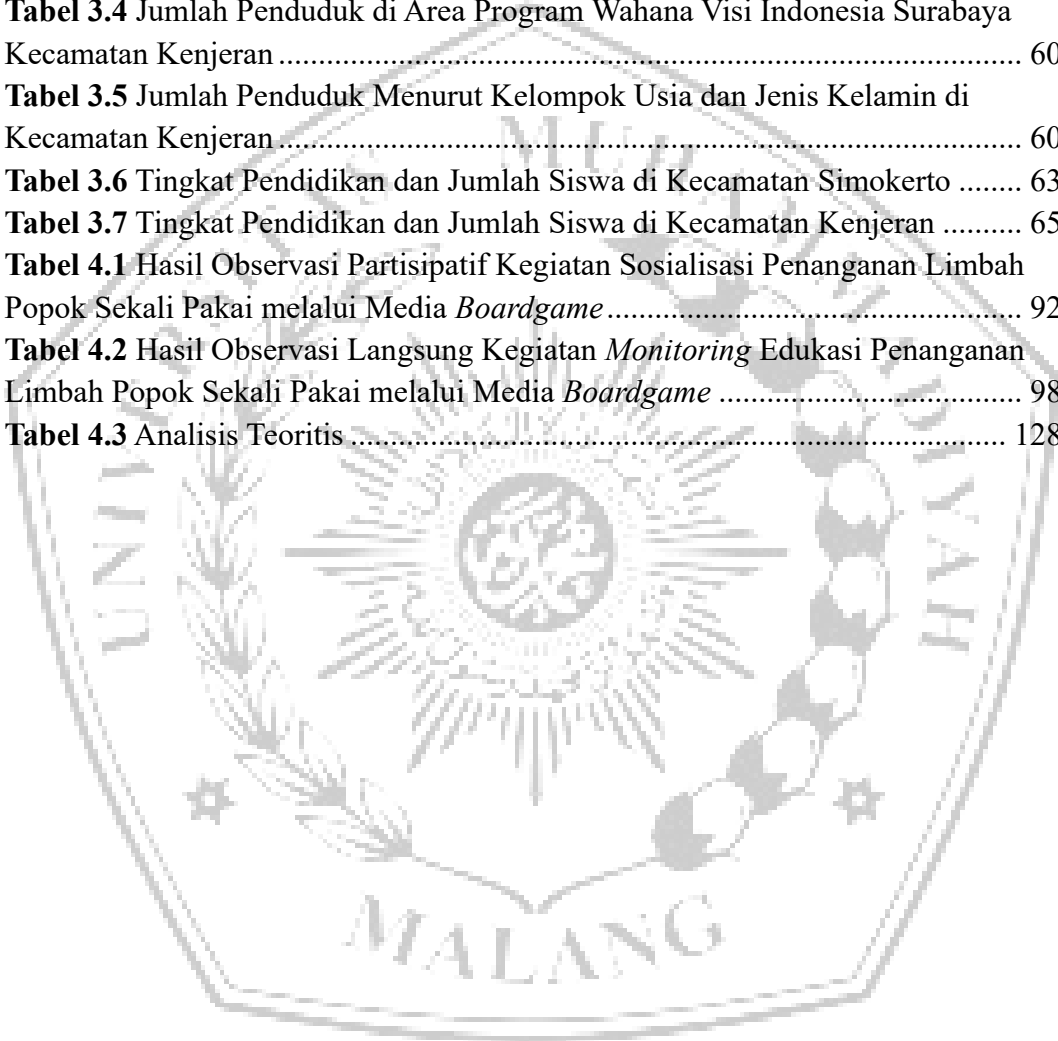 Tabel 3.4 Jumlah Penduduk di Area Program Wahana Visi Indonesia Surabaya
Kecamatan Kenjeran ................................................................................ 60
Tabel 3.5 Jumlah Penduduk Menurut Kelompok Usia dan Jenis Kelamin di
Kecamatan Kenjeran ................................................................................ 60
Tabel 3.6 Tingkat Pendidikan dan Jumlah Siswa di Kecamatan Simokerto ........ 63
Tabel 3.7 Tingkat Pendidikan dan Jumlah Siswa di Kecamatan Kenjeran .......... 65
Tabel 4.1 Hasil Observasi Partisipatif Kegiatan Sosialisasi Penanganan Limbah
Popok Sekali Pakai melalui Media Boardgame............................................. 92
Tabel 4.2 Hasil Observasi Langsung Kegiatan Monitoring Edukasi Penanganan
Limbah Popok Sekali Pakai melalui Media Boardgame ................................ 98
Tabel 4.3 Analisis Teoritis ...................................................................... 128
UNIVERSITAS MUHAMMADIYAH
MALANG